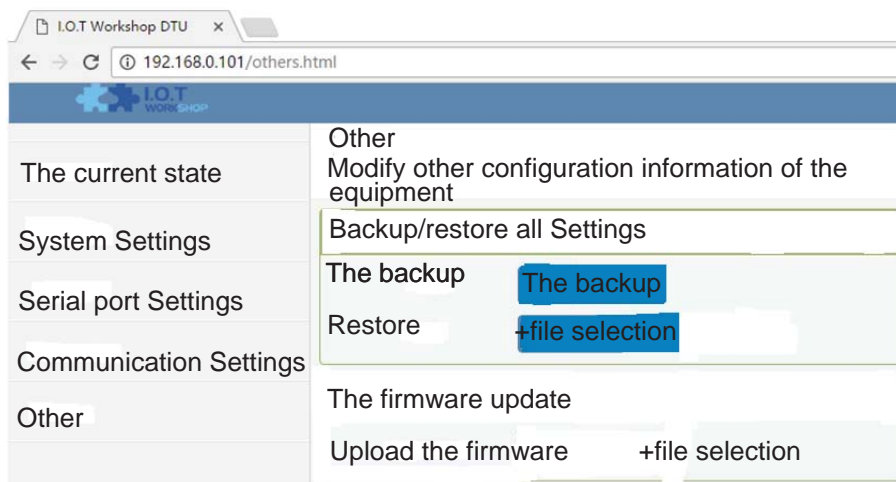 I.O.T Workshop DTU
192.168.0.101/others.html
I.O.T
WORKSHOP
The current state
System Settings
Serial port Settings
Communication Settings
Other
Other
Modify other configuration information of the
equipment
Backup/restore all Settings
The backup The backup
Restore +file selection
The firmware update
Upload the firmware +file selection